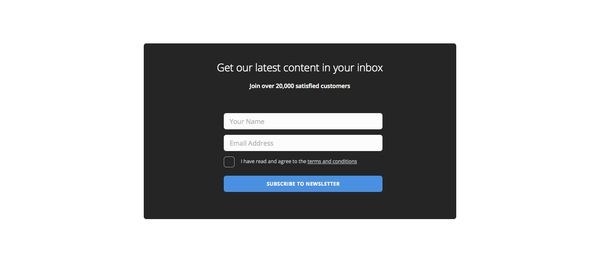 Get our latest content in your inbox
Join over 20,000 satisfied customers
Your Name
Email Address
I have read and agree to the terms and conditions
SUBSCRIBE TO NEWSLETTER